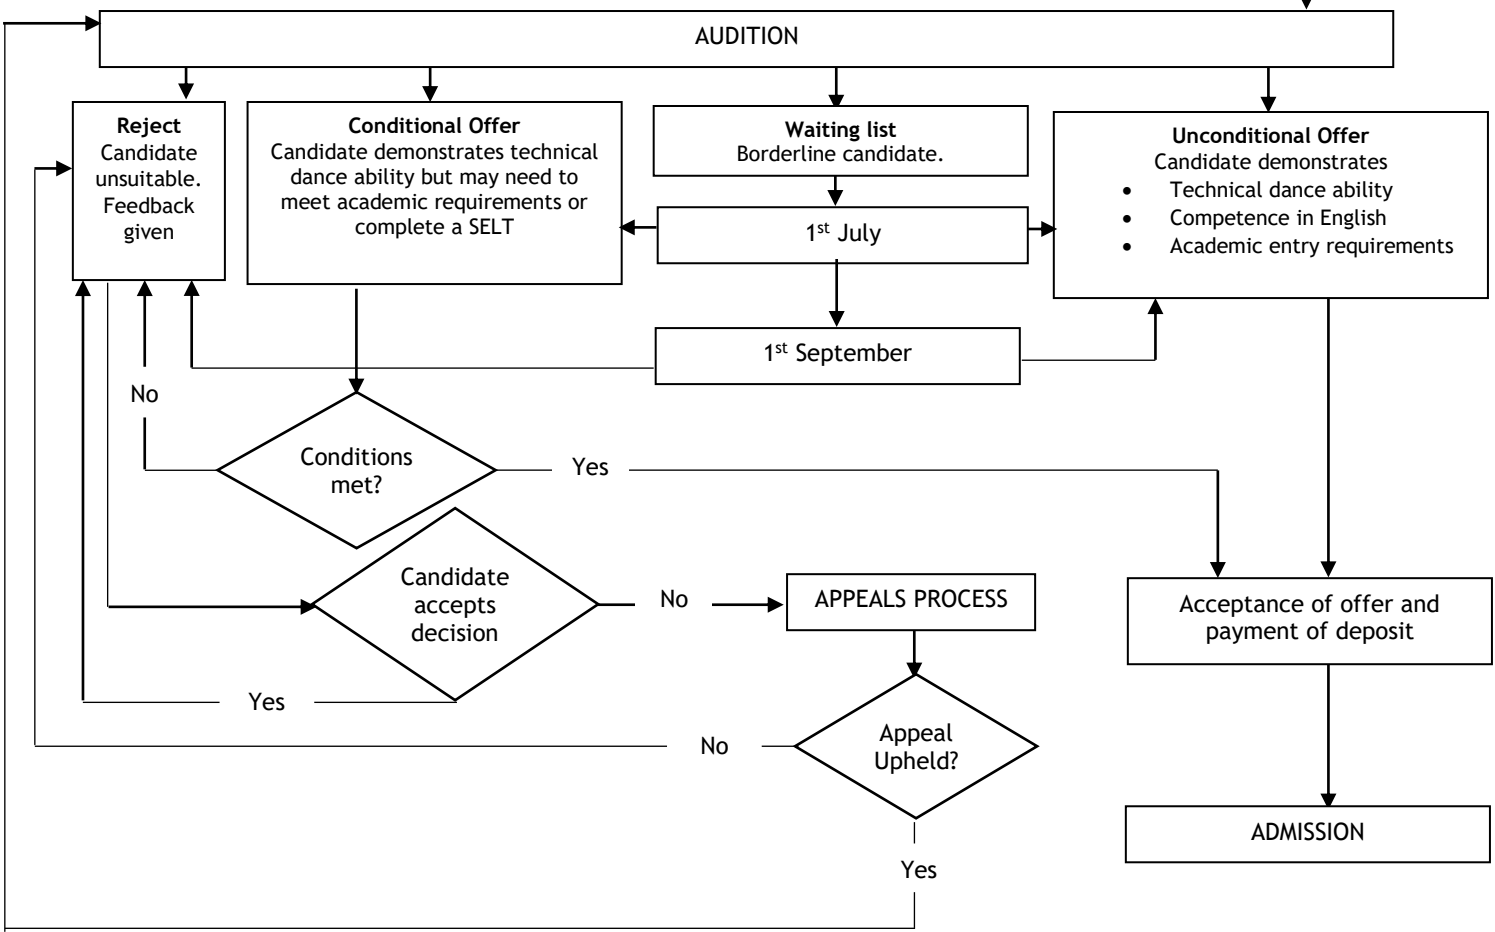 AUDITION
Reject
Candidate
unsuitable.
Feedback
given
Conditional Offer
Candidate demonstrates technical
dance ability but may need to
meet academic requirements or
complete a SELT
Waiting list
Borderline candidate.
Unconditional Offer
Candidate demonstrates
• Technical dance ability
• Competence in English
• Academic entry requirements
1st July
1st September
No
Conditions
met?
Yes
Candidate
accepts
decision
No
APPEALS PROCESS
Acceptance of offer and
payment of deposit
Yes
No
Appeal
Upheld?
ADMISSION
Yes